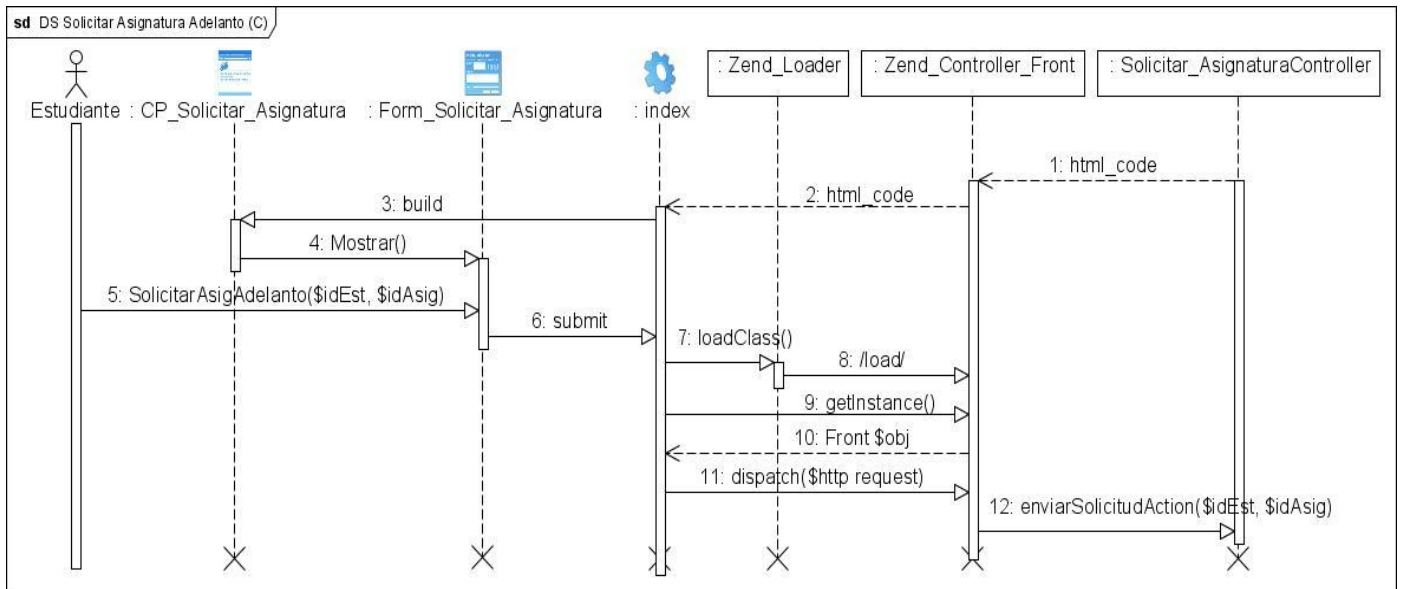 sd DS Solicitar Asignatura Adelanto (C)
Estudiante
: CP_Solicitar_Asignatura
: Form_Solicitar_Asignatura
: index
: Zend_Loader
: Zend_Controller_Front
: Solicitar_AsignaturaController
1: html_code
2: html_code
3: build
4: Mostrar()
5: SolicitarAsigAdelanto($idEst, $idAsig)
6: submit
7: loadClass()
8: /load/
9: getInstance()
10: Front $obj
11: dispatch($http request)
12: enviarSolicitudAction($idEst, $idAsig)